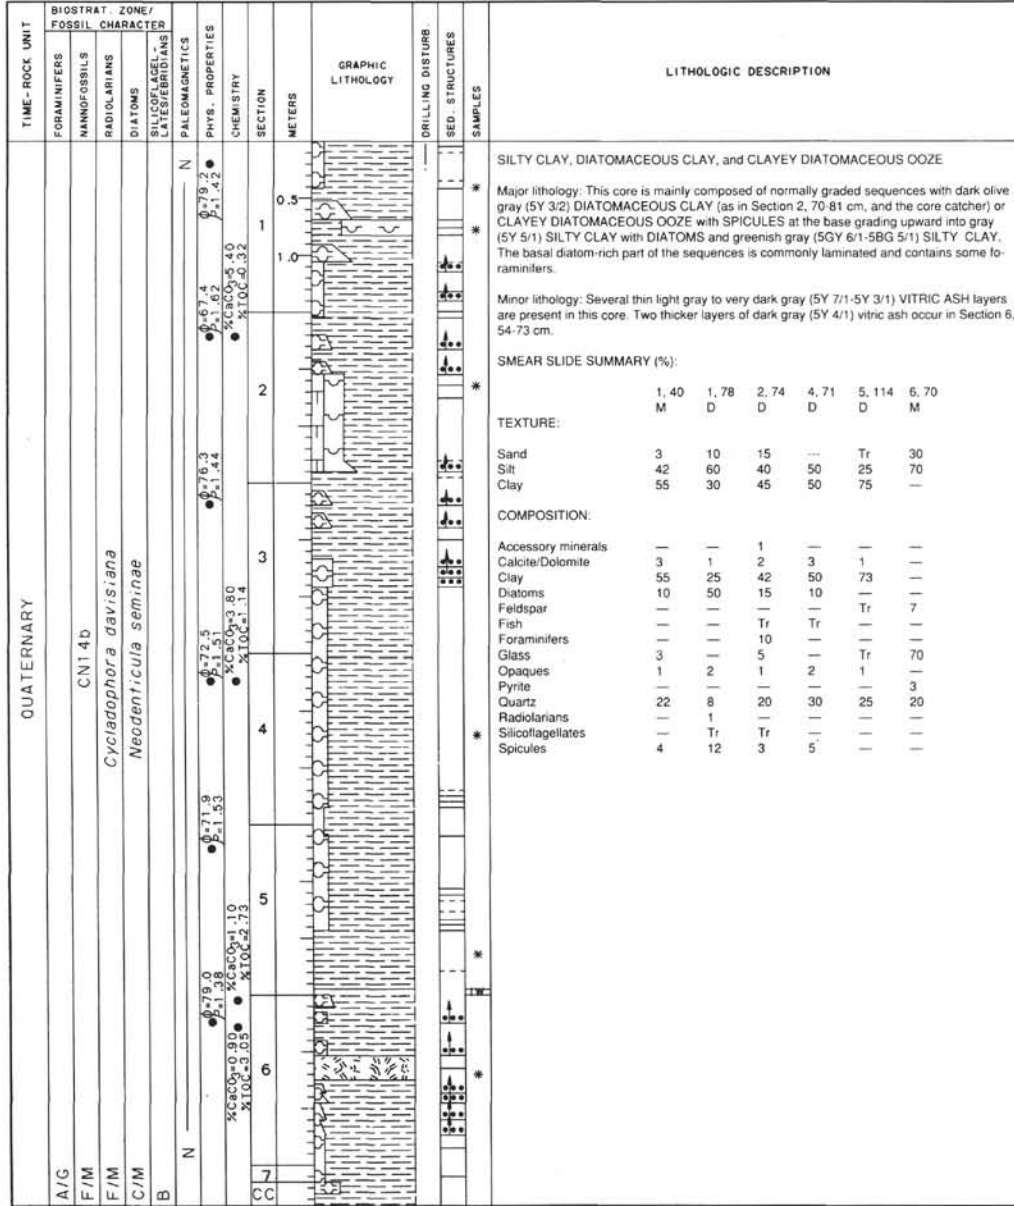 TIME-ROCK UNIT
BIOSTRAT. ZONE/
FOSSIL CHARACTER
FORAMINIFERS
NANNOFOSSILS
RADIOLARIANS
DIATOMS
SILICOFLAGEL-
LATES/EBRIDIANS
PALEOMAGNETICS
PHYS. PROPERTIES
CHEMISTRY
SECTION
METERS
GRAPHIC
LITHOLOGY
DRILLING DISTURB.
SED. STRUCTURES
SAMPLES
LITHOLOGIC DESCRIPTION
QUATERNARY
A/G
CN14b
F/M
Cycladophora davisiana
F/M
Neodenticula seminae
C/M
B
N
N
Φ=79.2
P=1.42
Φ=67.4
P=1.62
Φ=76.3
P=1.44
Φ=72.5
P=1.51
Φ=71.9
P=1.53
Φ=79.0
P=1.38
%CaCO3=5.40
%TOC=0.32
%CaCO3=3.80
%TOC=1.14
%CaCO3=1.10
%TOC=2.73
%CaCO3=0.90
%TOC=3.05
1
2
3
4
5
6
7
CC
0.5
1.0
*
*
*
*
*
IW
*
SILTY CLAY, DIATOMACEOUS CLAY, and CLAYEY DIATOMACEOUS OOZE
Major lithology: This core is mainly composed of normally graded sequences with dark olive
gray (5Y 3/2) DIATOMACEOUS CLAY (as in Section 2, 70-81 cm, and the core catcher) or
CLAYEY DIATOMACEOUS OOZE with SPICULES at the base grading upward into gray
(5Y 5/1) SILTY CLAY with DIATOMS and greenish gray (5GY 6/1-5BG 5/1) SILTY CLAY.
The basal diatom-rich part of the sequences is commonly laminated and contains some fo-
raminifers.
Minor lithology: Several thin light gray to very dark gray (5Y 7/1-5Y 3/1) VITRIC ASH layers
are present in this core. Two thicker layers of dark gray (5Y 4/1) vitric ash occur in Section 6,
54-73 cm.
SMEAR SLIDE SUMMARY (%):
1, 40 1, 78 2, 74 4, 71 5, 114 6, 70
M D D D D M
TEXTURE:
Sand 3 10 15 --- Tr 30
Silt 42 60 40 50 25 70
Clay 55 30 45 50 75 —
COMPOSITION:
Accessory minerals — — 1 — — —
Calcite/Dolomite 3 1 2 3 1 —
Clay 55 25 42 50 73 —
Diatoms 10 50 15 10 — —
Feldspar — — — — Tr 7
Fish — — Tr Tr — —
Foraminifers — — 10 — — —
Glass 3 — 5 — Tr 70
Opaques 1 2 1 2 1 —
Pyrite — — — — — 3
Quartz 22 8 20 30 25 20
Radiolarians — 1 — — — —
Silicoflagellates — Tr Tr — — —
Spicules 4 12 3 5 — —